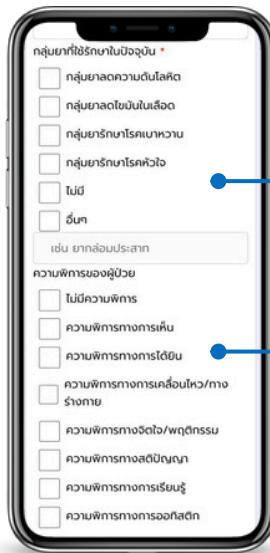 กลุ่มยาที่ใช้รักษาในปัจจุบัน *
กลุ่มยาลดความดันโลหิต
กลุ่มยาลดไขมันในเลือด
กลุ่มยารักษาโรคเบาหวาน
กลุ่มยารักษาโรคหัวใจ
ไม่มี
อื่นๆ
เช่น ยากล่อมประสาท
ความพิการของผู้ป่วย
ไม่มีความพิการ
ความพิการทางการเห็น
ความพิการทางการได้ยิน
ความพิการทางการเคลื่อนไหว/ทาง
ร่างกาย
ความพิการทางจิตใจ/พฤติกรรม
ความพิการทางสติปัญญา
ความพิการทางการเรียนรู้
ความพิการทางการออทิสติก